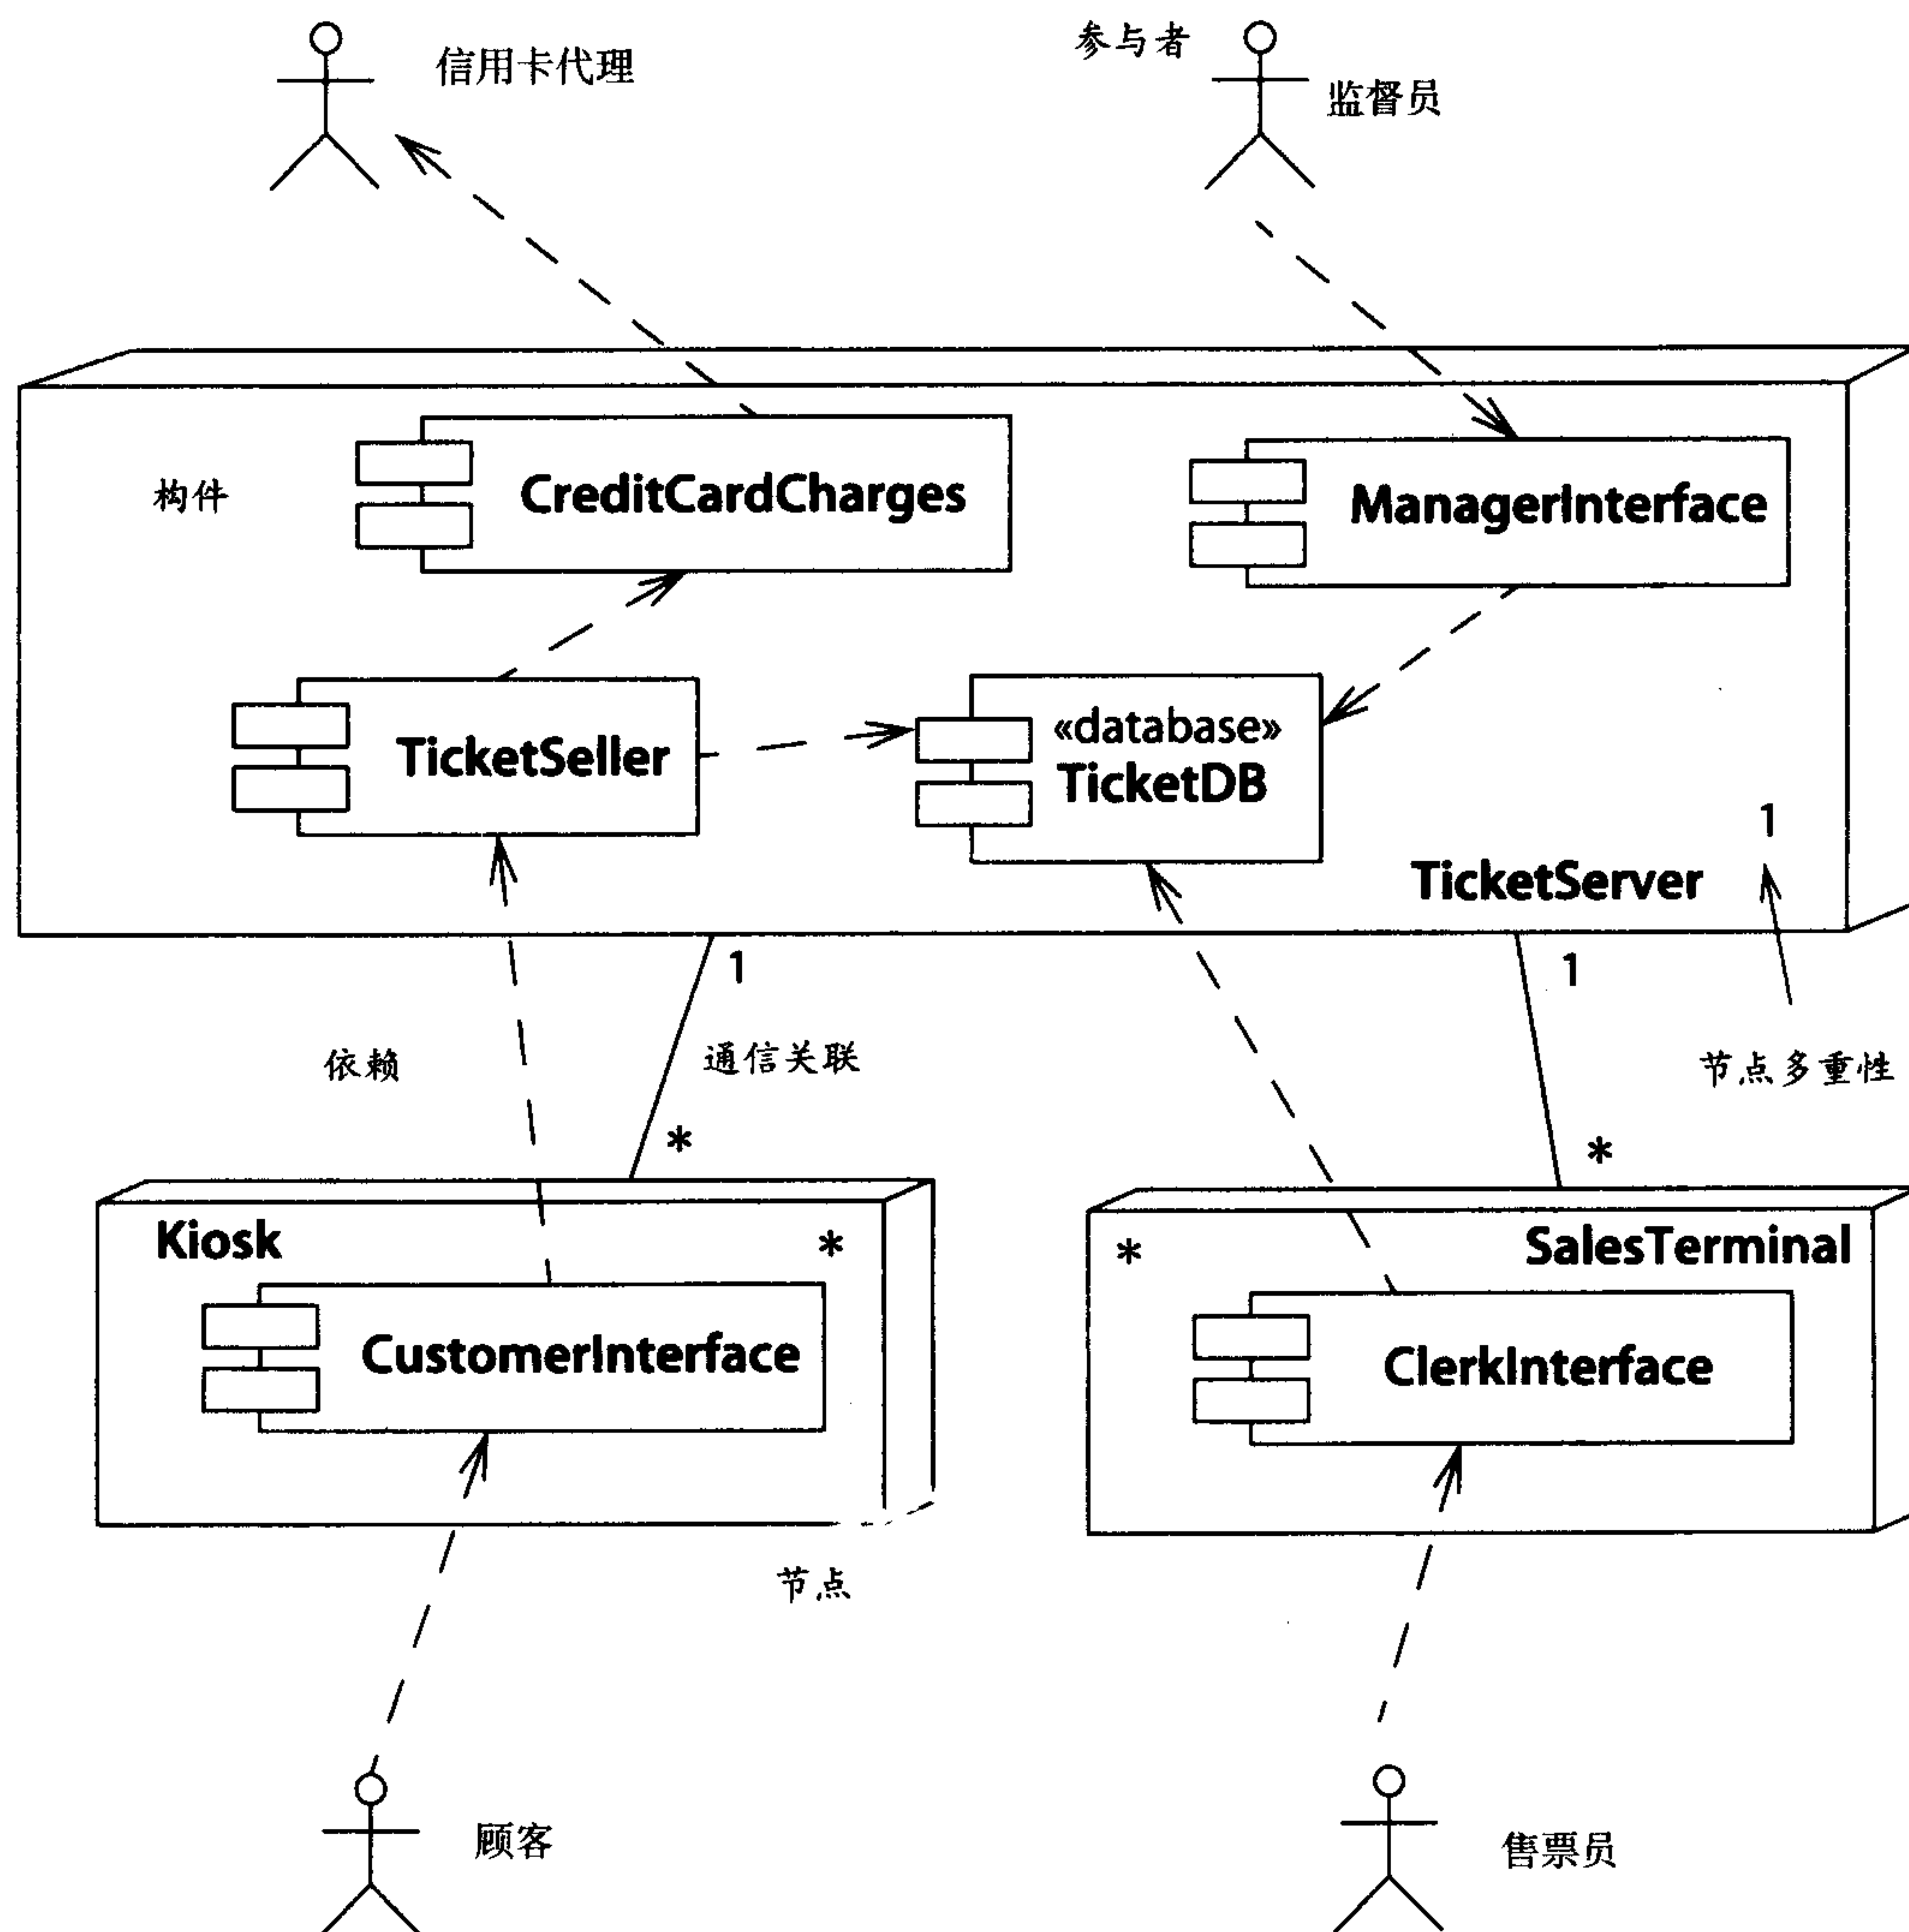 信用卡代理
参与者
监督员
构件
CreditCardCharges
ManagerInterface
TicketSeller
«database»
TicketDB
1
TicketServer
1
1
依赖
通信关联
节点多重性
*
*
Kiosk
*
*
SalesTerminal
CustomerInterface
ClerkInterface
节点
顾客
售票员